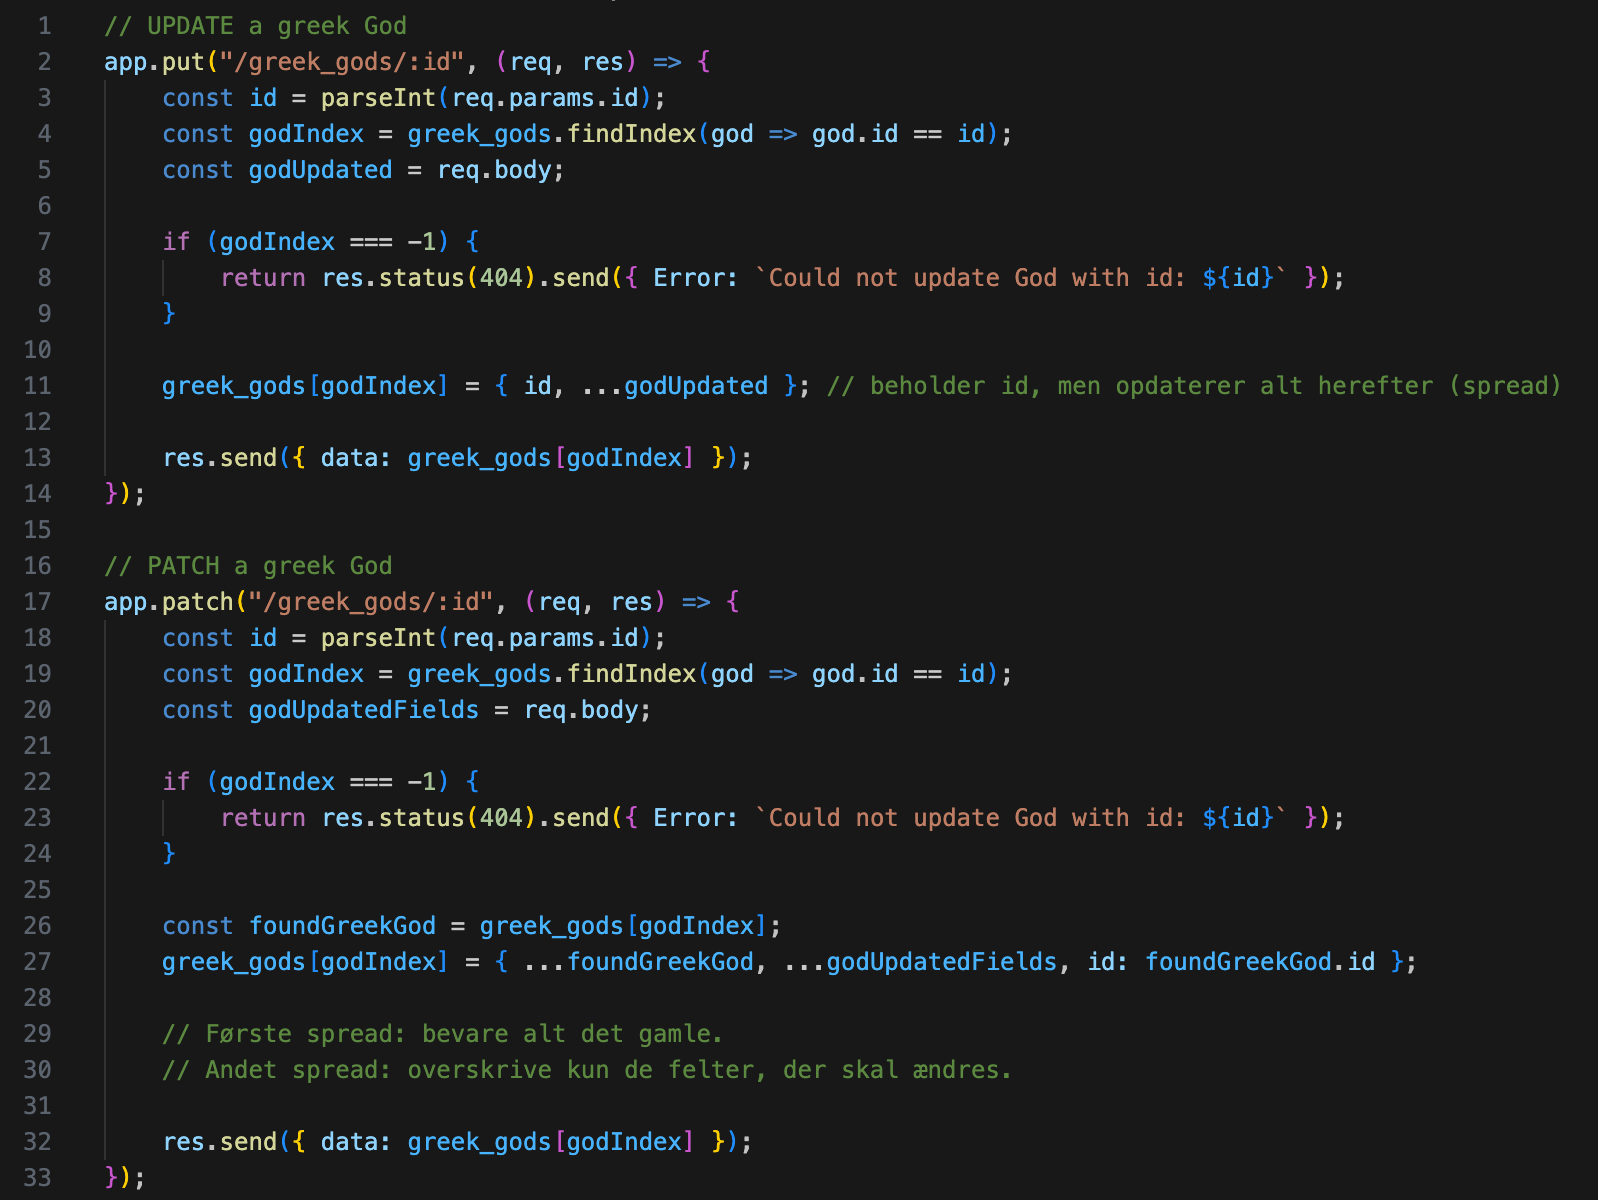 1 // UPDATE a greek God
2 app.put("/greek_gods/:id", (req, res) => {
3     const id = parseInt(req.params.id);
4     const godIndex = greek_gods.findIndex(god => god.id == id);
5     const godUpdated = req.body;
6
7     if (godIndex === -1) {
8         return res.status(404).send({ Error: `Could not update God with id: ${id}` });
9     }
10
11     greek_gods[godIndex] = { id, ...godUpdated }; // beholder id, men opdaterer alt herefter (spread)
12
13     res.send({ data: greek_gods[godIndex] });
14 });
15
16 // PATCH a greek God
17 app.patch("/greek_gods/:id", (req, res) => {
18     const id = parseInt(req.params.id);
19     const godIndex = greek_gods.findIndex(god => god.id == id);
20     const godUpdatedFields = req.body;
21
22     if (godIndex === -1) {
23         return res.status(404).send({ Error: `Could not update God with id: ${id}` });
24     }
25
26     const foundGreekGod = greek_gods[godIndex];
27     greek_gods[godIndex] = { ...foundGreekGod, ...godUpdatedFields, id: foundGreekGod.id };
28
29     // Første spread: bevare alt det gamle.
30     // Andet spread: overskrive kun de felter, der skal ændres.
31
32     res.send({ data: greek_gods[godIndex] });
33 });